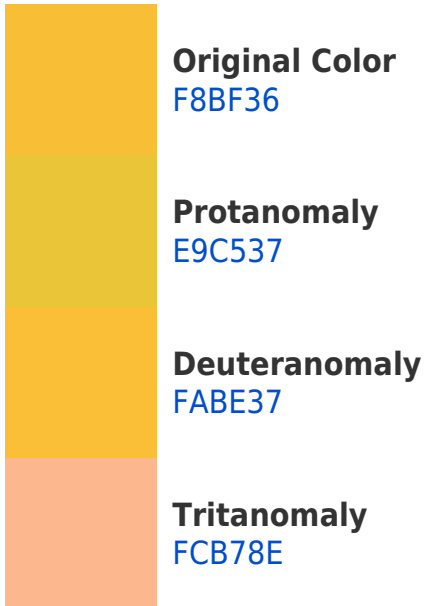 Original Color
F8BF36
Protanomaly
E9C537
Deuteranomaly
FABE37
Tritanomaly
FCB78E